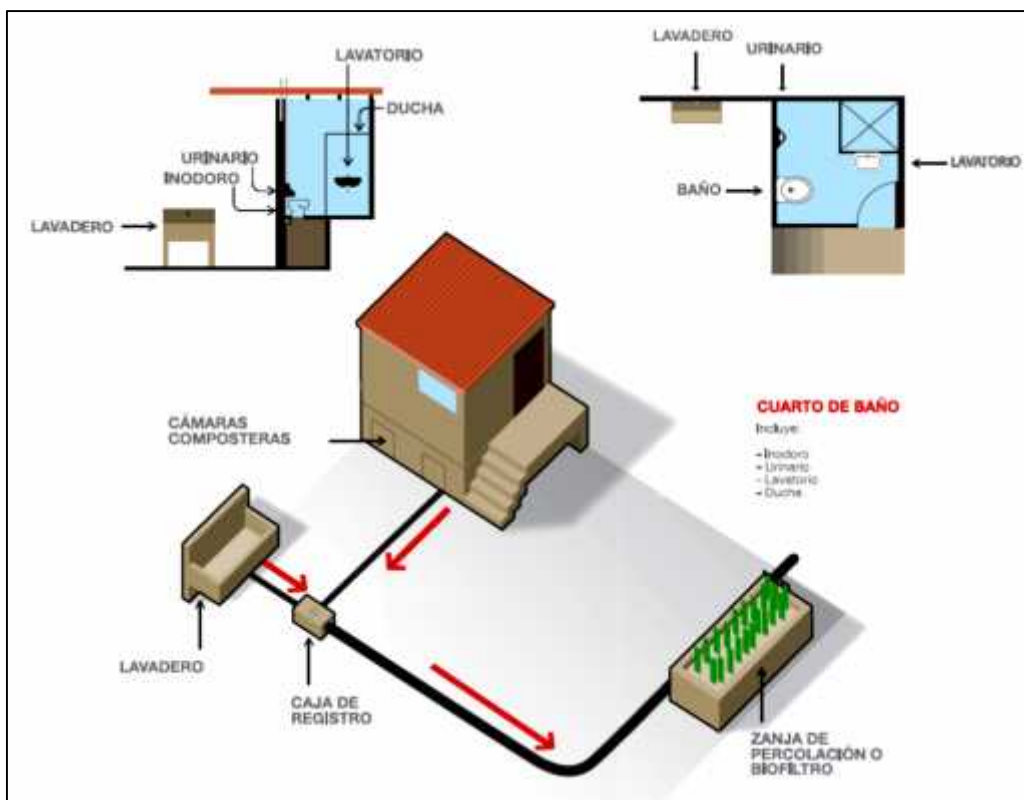 LAVATORIO
DUCHA
URINARIO
INODORO
LAVADERO
LAVADERO
URINARIO
BAÑO
LAVATORIO
CÁMARAS
COMPOSTERAS
CUARTO DE BAÑO
Incluye:
- Inodoro
- Urinario
- Lavatorio
- Ducha
LAVADERO
CAJA DE
REGISTRO
ZANJA DE
PERCOLACIÓN O
BIOFILTRO